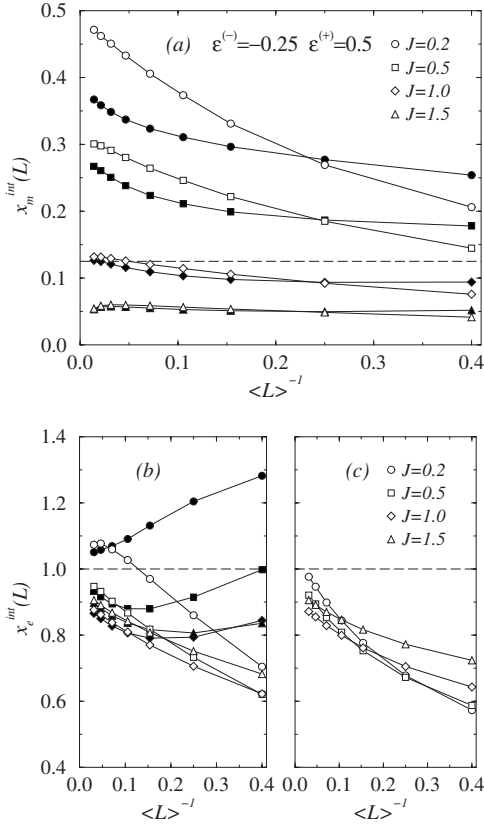 0.5
(a) ε(−)=−0.25 ε(+)=0.5
J=0.2
J=0.5
J=1.0
J=1.5
0.4
0.3
0.2
0.1
0.0
x_m^int(L)
0.0 0.1 0.2 0.3 0.4
<L>^−1
1.4
1.2
1.0
0.8
0.6
0.4
x_e^int(L)
(b)
0.0 0.1 0.2 0.3 0.4
<L>^−1
(c)
J=0.2
J=0.5
J=1.0
J=1.5
0.0 0.1 0.2 0.3 0.4
<L>^−1